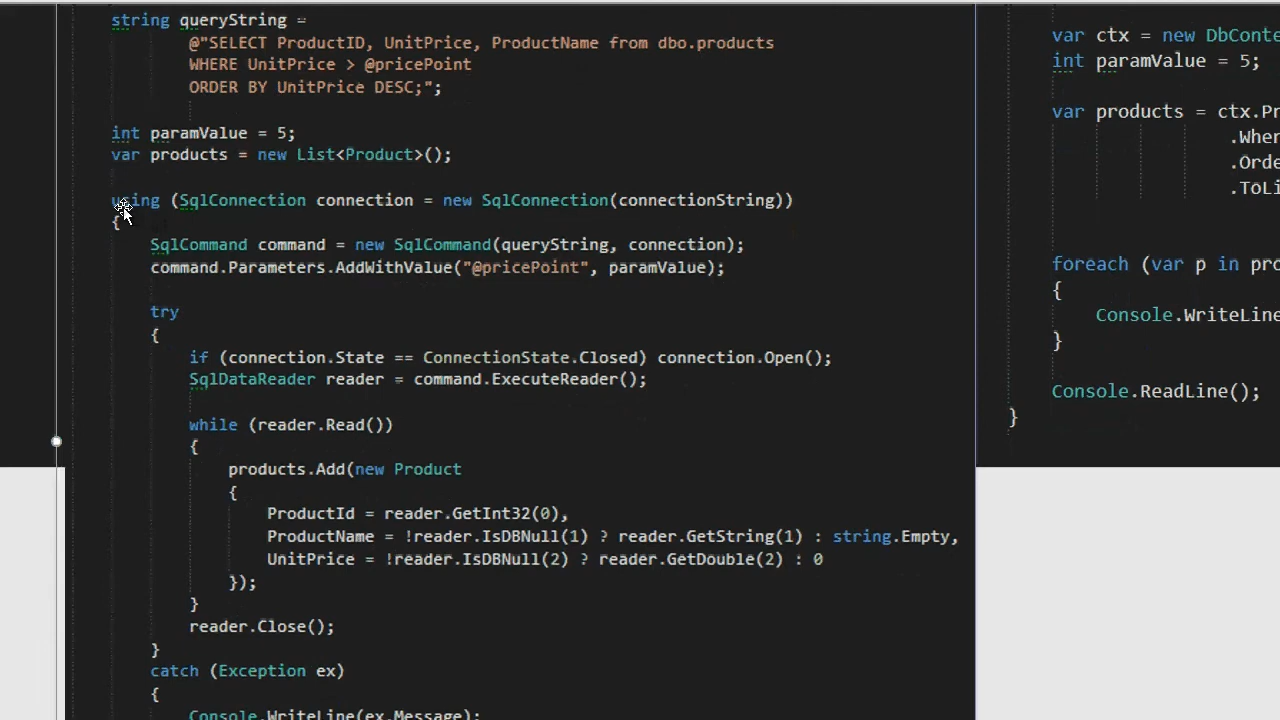 string queryString =
@"SELECT ProductID, UnitPrice, ProductName from dbo.products
WHERE UnitPrice > @pricePoint
ORDER BY UnitPrice DESC;";
int paramValue = 5;
var products = new List<Product>();
using (SqlConnection connection = new SqlConnection(connectionString))
{
SqlCommand command = new SqlCommand(queryString, connection);
command.Parameters.AddWithValue("@pricePoint", paramValue);
try
{
if (connection.State == ConnectionState.Closed) connection.Open();
SqlDataReader reader = command.ExecuteReader();
while (reader.Read())
{
products.Add(new Product
{
ProductId = reader.GetInt32(0),
ProductName = !reader.IsDBNull(1) ? reader.GetString(1) : string.Empty,
UnitPrice = !reader.IsDBNull(2) ? reader.GetDouble(2) : 0
});
}
reader.Close();
}
catch (Exception ex)
{
Console.WriteLine(ex.Message);
var ctx = new DbConte
int paramValue = 5;
var products = ctx.Pr
.Wher
.Orde
.ToLi
foreach (var p in pro
{
Console.WriteLine
}
Console.ReadLine();
}